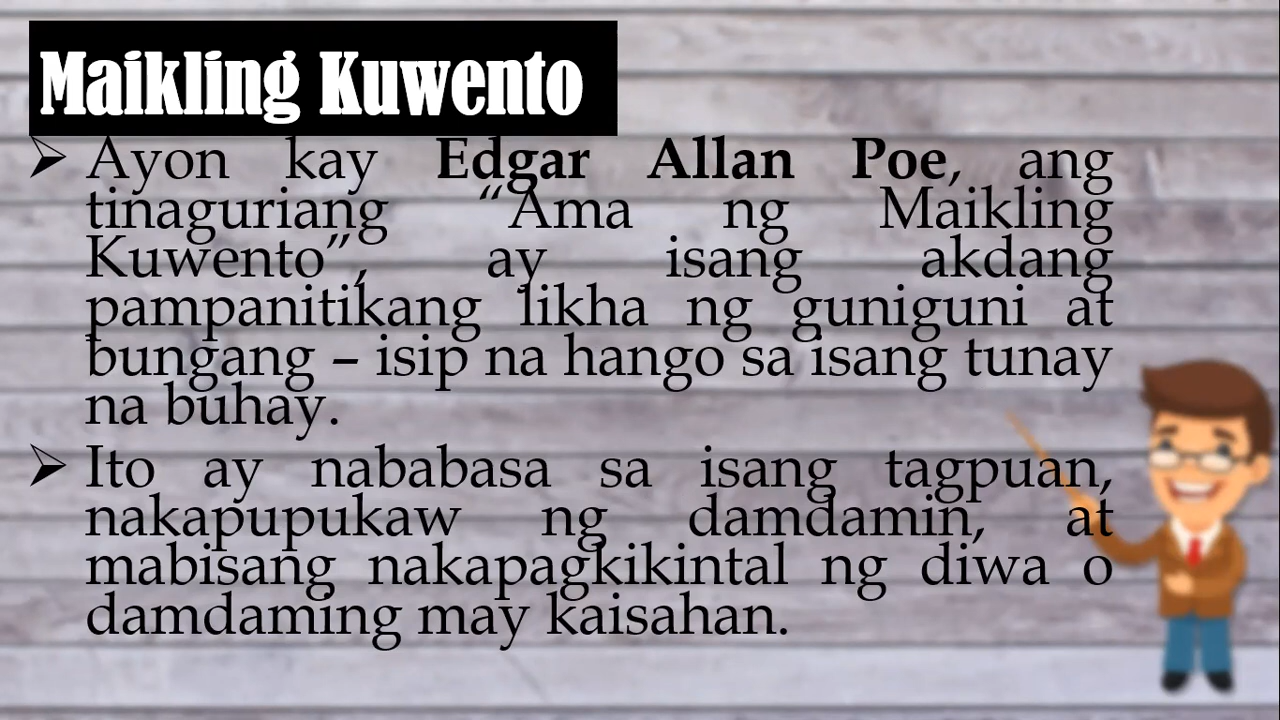 Maikling Kuwento
➢ Ayon kay Edgar Allan Poe, ang
tinaguriang “Ama ng Maikling
Kuwento”, ay isang akdang
pampanitikang likha ng guniguni at
bungang – isip na hango sa isang tunay
na buhay.
➢ Ito ay nababasa sa isang tagpuan,
nakapupukaw ng damdamin, at
mabisang nakapagkikintal ng diwa o
damdaming may kaisahan.